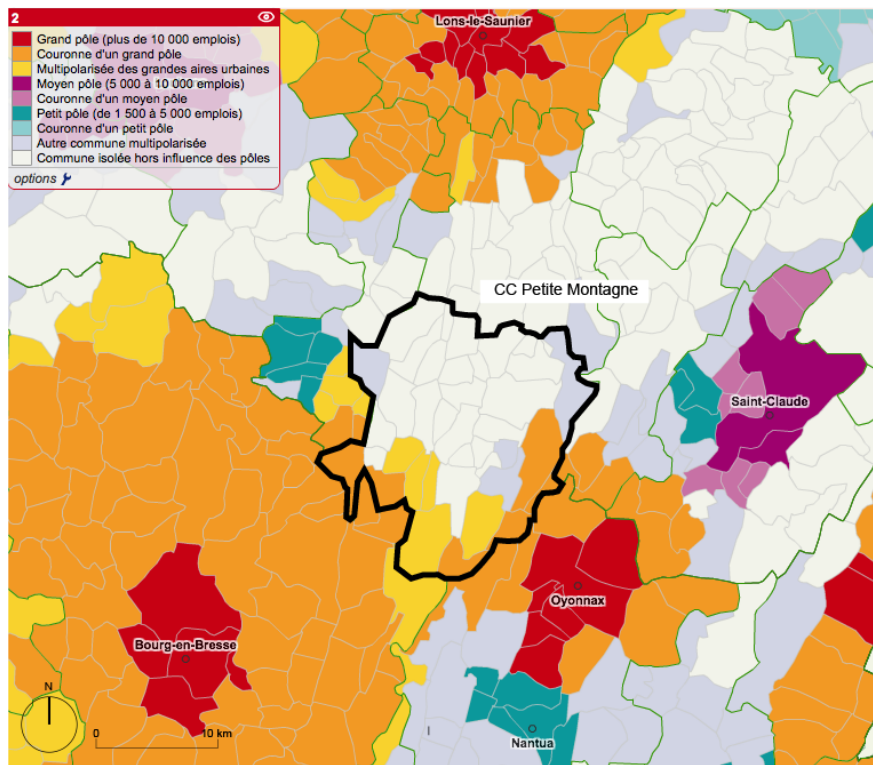 2
Grand pôle (plus de 10 000 emplois)
Couronne d'un grand pôle
Multipolarisée des grandes aires urbaines
Moyen pôle (5 000 à 10 000 emplois)
Couronne d'un moyen pôle
Petit pôle (de 1 500 à 5 000 emplois)
Couronne d'un petit pôle
Autre commune multipolarisée
Commune isolée hors influence des pôles
options
Lons-le-Saunier
CC Petite Montagne
Saint-Claude
Oyonnax
Bourg-en-Bresse
N
0 10 km
Nantua